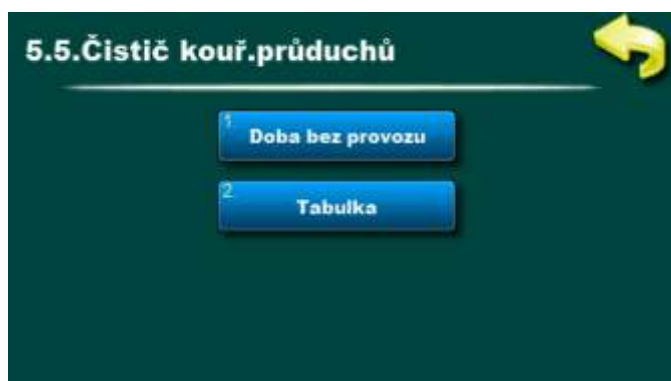 5.5.Čistič kouř.průduchů
1
Doba bez provozu
2
Tabulka